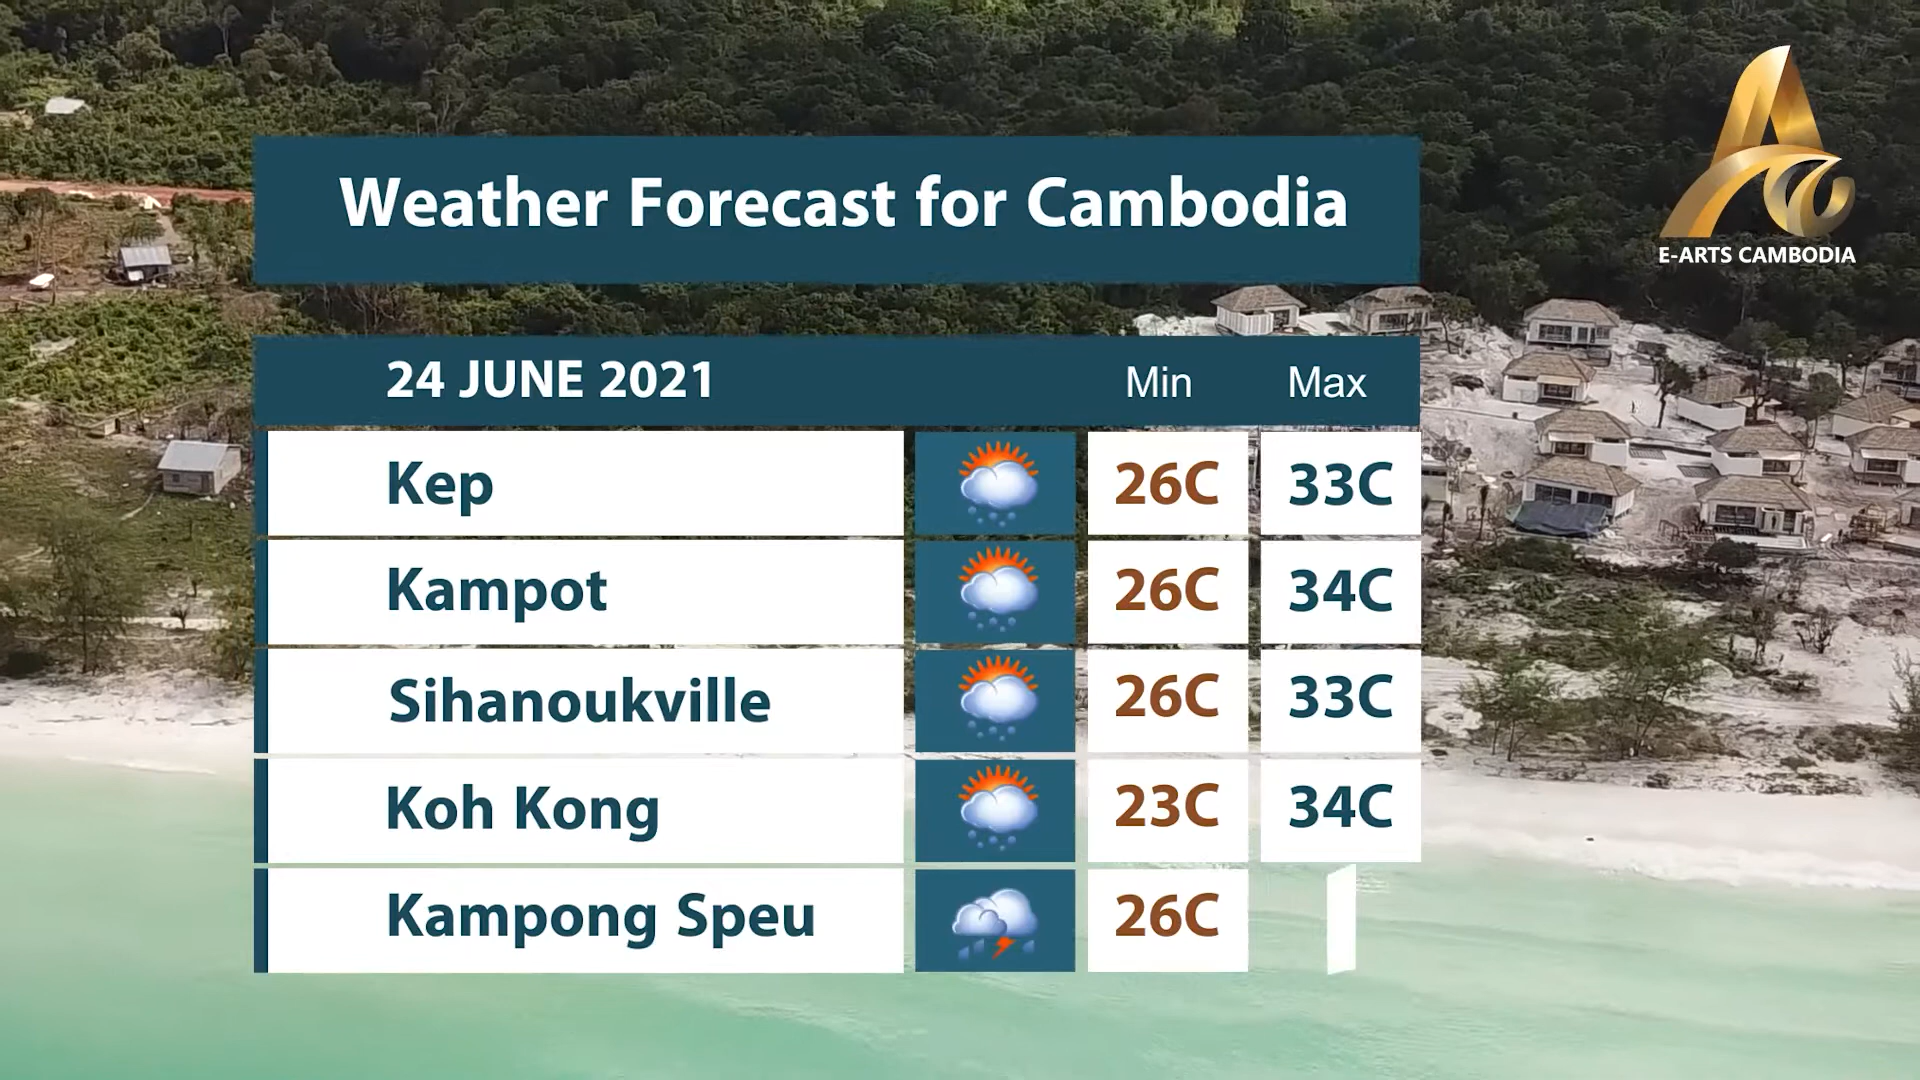 Weather Forecast for Cambodia
E-ARTS CAMBODIA
24 JUNE 2021 Min Max
Kep 26C 33C
Kampot 26C 34C
Sihanoukville 26C 33C
Koh Kong 23C 34C
Kampong Speu 26C